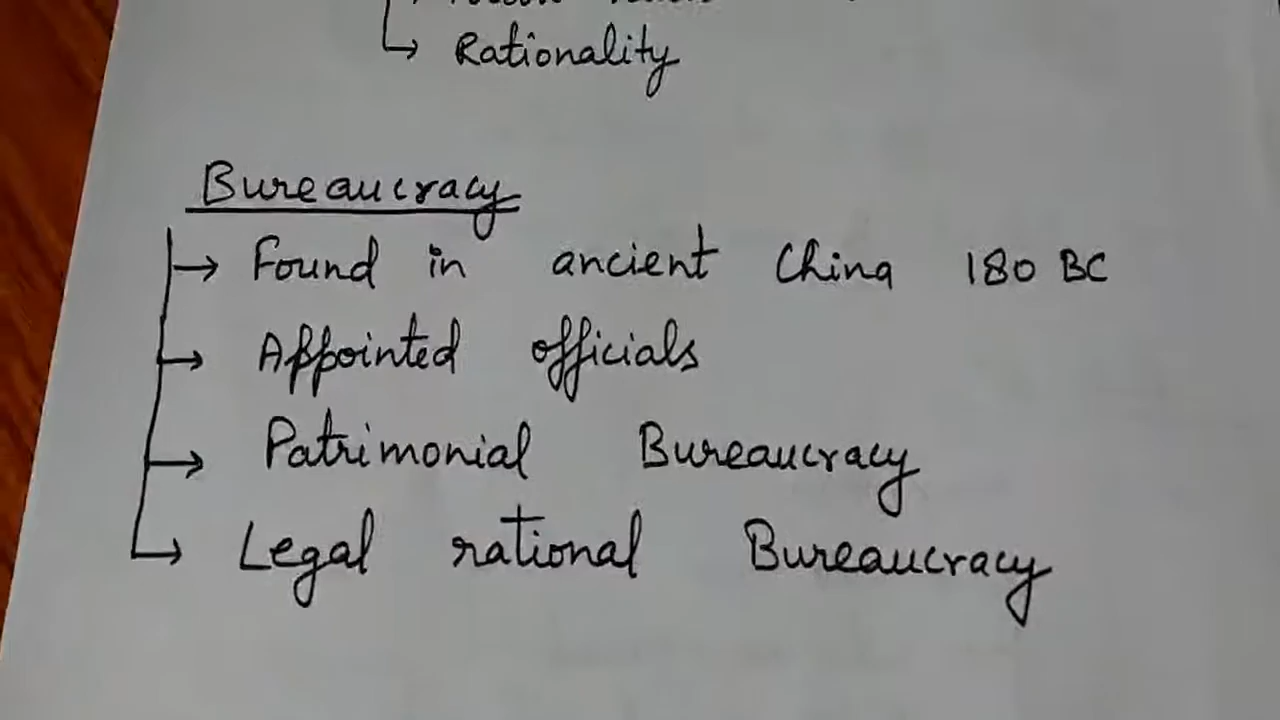 ↳ Rationality
Bureaucracy
→ Found in ancient China 180 BC
→ Appointed officials
→ Patrimonial Bureaucracy
↳ Legal rational Bureaucracy